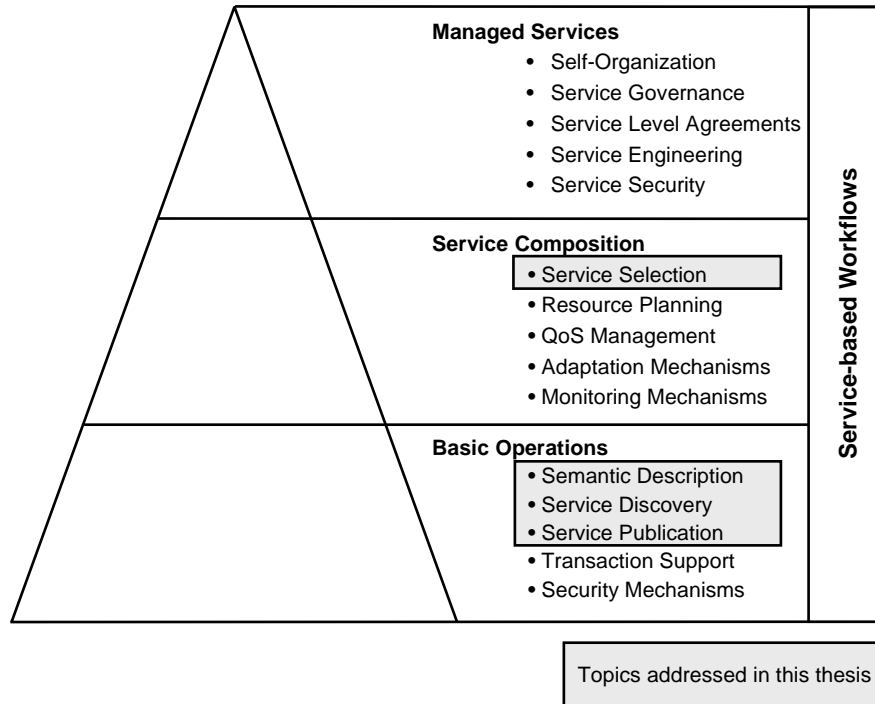 Managed Services
• Self-Organization
• Service Governance
• Service Level Agreements
• Service Engineering
• Service Security
Service Composition
• Service Selection
• Resource Planning
• QoS Management
• Adaptation Mechanisms
• Monitoring Mechanisms
Basic Operations
• Semantic Description
• Service Discovery
• Service Publication
• Transaction Support
• Security Mechanisms
Service-based Workflows
Topics addressed in this thesis